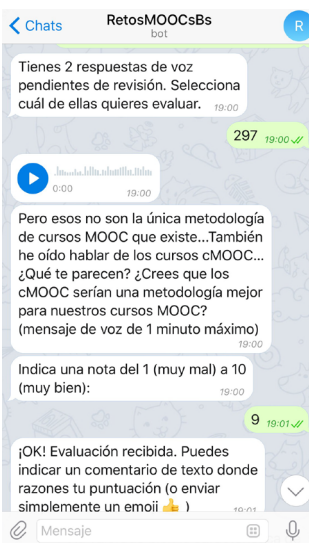 Chats
RetosMOOCsBs
bot
R
Tienes 2 respuestas de voz
pendientes de revisión. Selecciona
cuál de ellas quieres evaluar. 19:00
297 19:00
0:00 19:00
Pero esos no son la única metodología
de cursos MOOC que existe...También
he oído hablar de los cursos cMOOC...
¿Qué te parecen? ¿Crees que los
cMOOC serían una metodología mejor
para nuestros cursos MOOC?
(mensaje de voz de 1 minuto máximo)
19:00
Indica una nota del 1 (muy mal) a 10
(muy bien): 19:00
9 19:01
¡OK! Evaluación recibida. Puedes
indicar un comentario de texto donde
razones tu puntuación (o enviar
simplemente un emoji 👍 ) 19:01
Mensaje